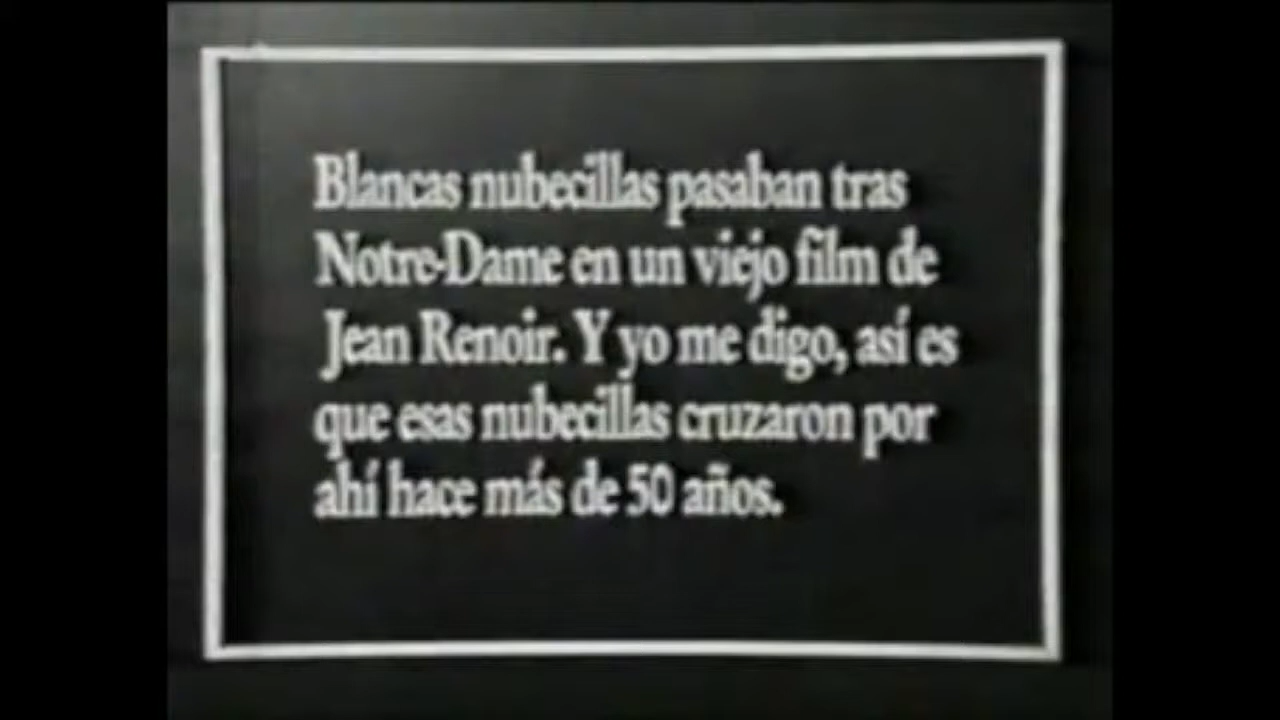 Blancas nubecillas pasaban tras
Notre-Dame en un viejo film de
Jean Renoir. Y yo me digo, así es
que esas nubecillas cruzaron por
ahí hace más de 50 años.